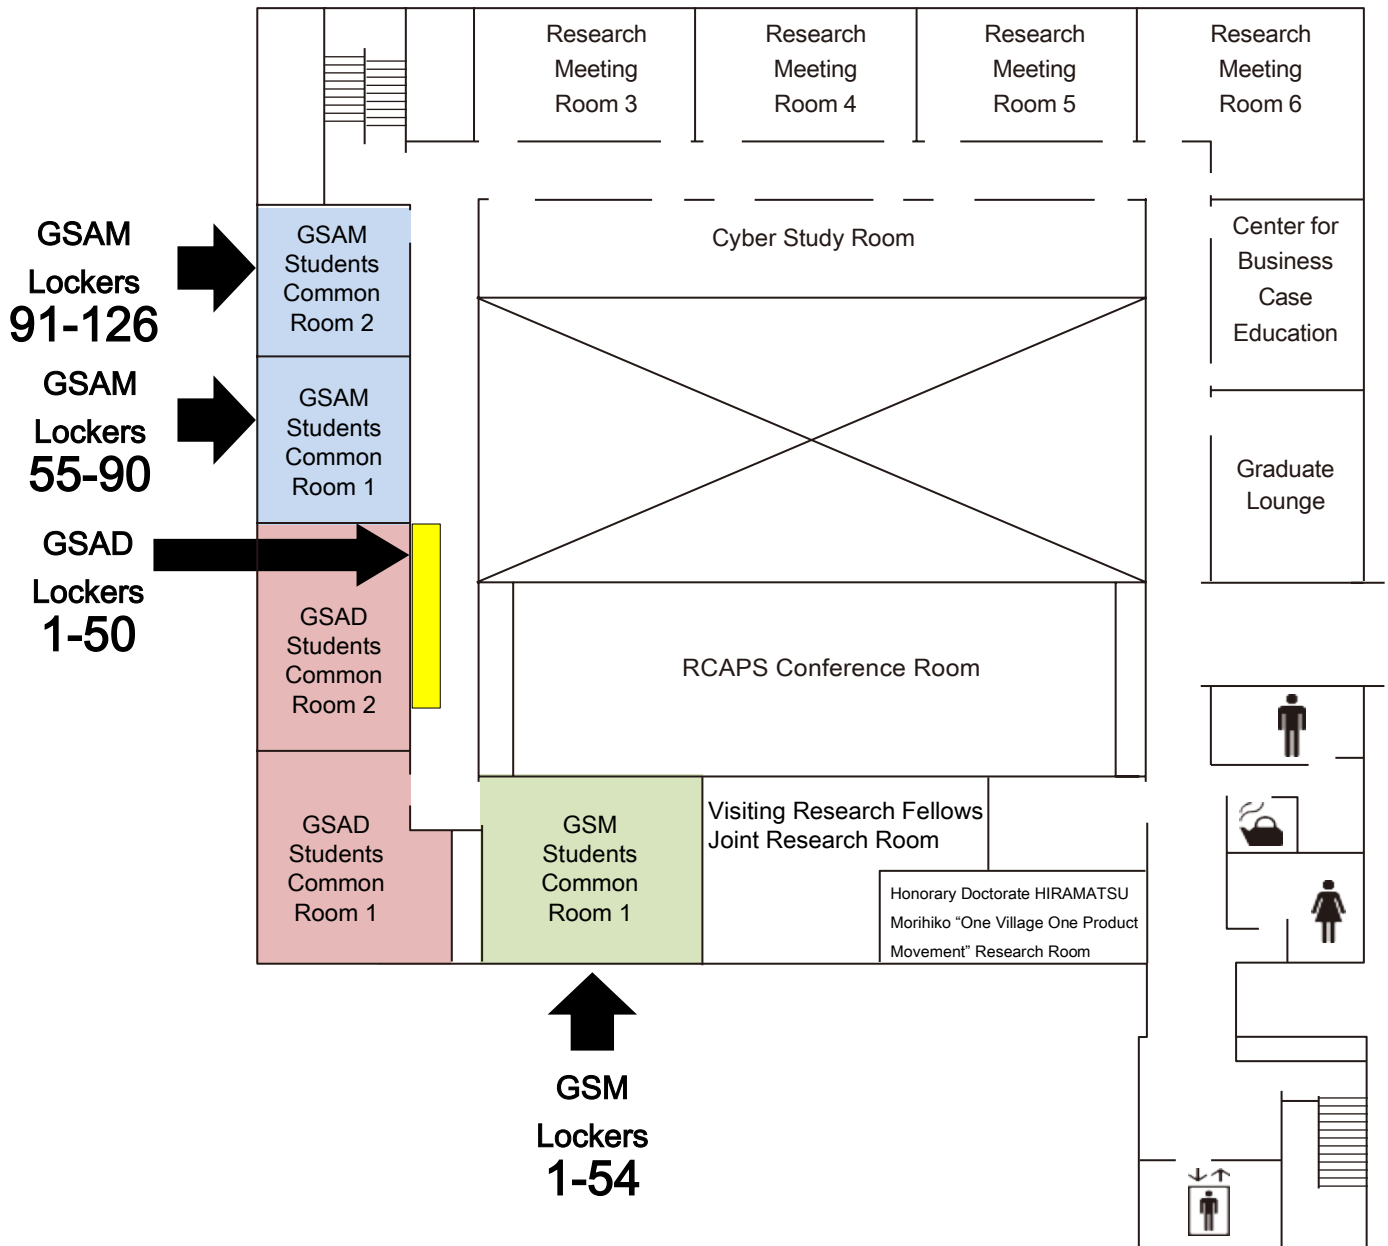 Research
Meeting
Room 3
Research
Meeting
Room 4
Research
Meeting
Room 5
Research
Meeting
Room 6
GSAM
Lockers
91-126
GSAM
Students
Common
Room 2
Cyber Study Room
Center for
Business
Case
Education
GSAM
Lockers
55-90
GSAM
Students
Common
Room 1
Graduate
Lounge
GSAD
Lockers
1-50
GSAD
Students
Common
Room 2
RCAPS Conference Room
GSAD
Students
Common
Room 1
GSM
Students
Common
Room 1
Visiting Research Fellows
Joint Research Room
Honorary Doctorate HIRAMATSU
Morihiko “One Village One Product
Movement” Research Room
GSM
Lockers
1-54